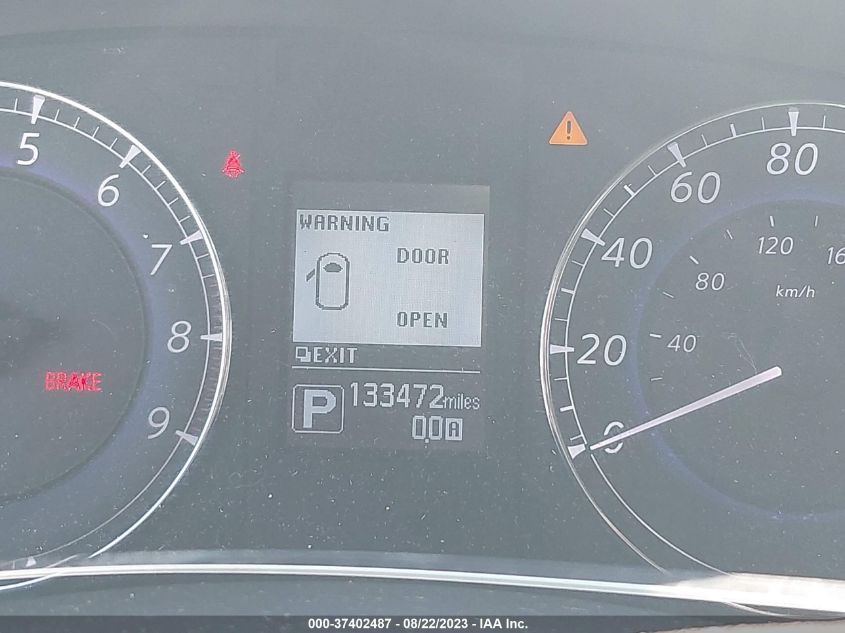 5
6
7
8
9
BRAKE
WARNING
DOOR
OPEN
EXIT
P 133472miles
0.0 A
0
20
40
60
80
40
80
120
km/h
000-37402487 - 08/22/2023 - IAA Inc.